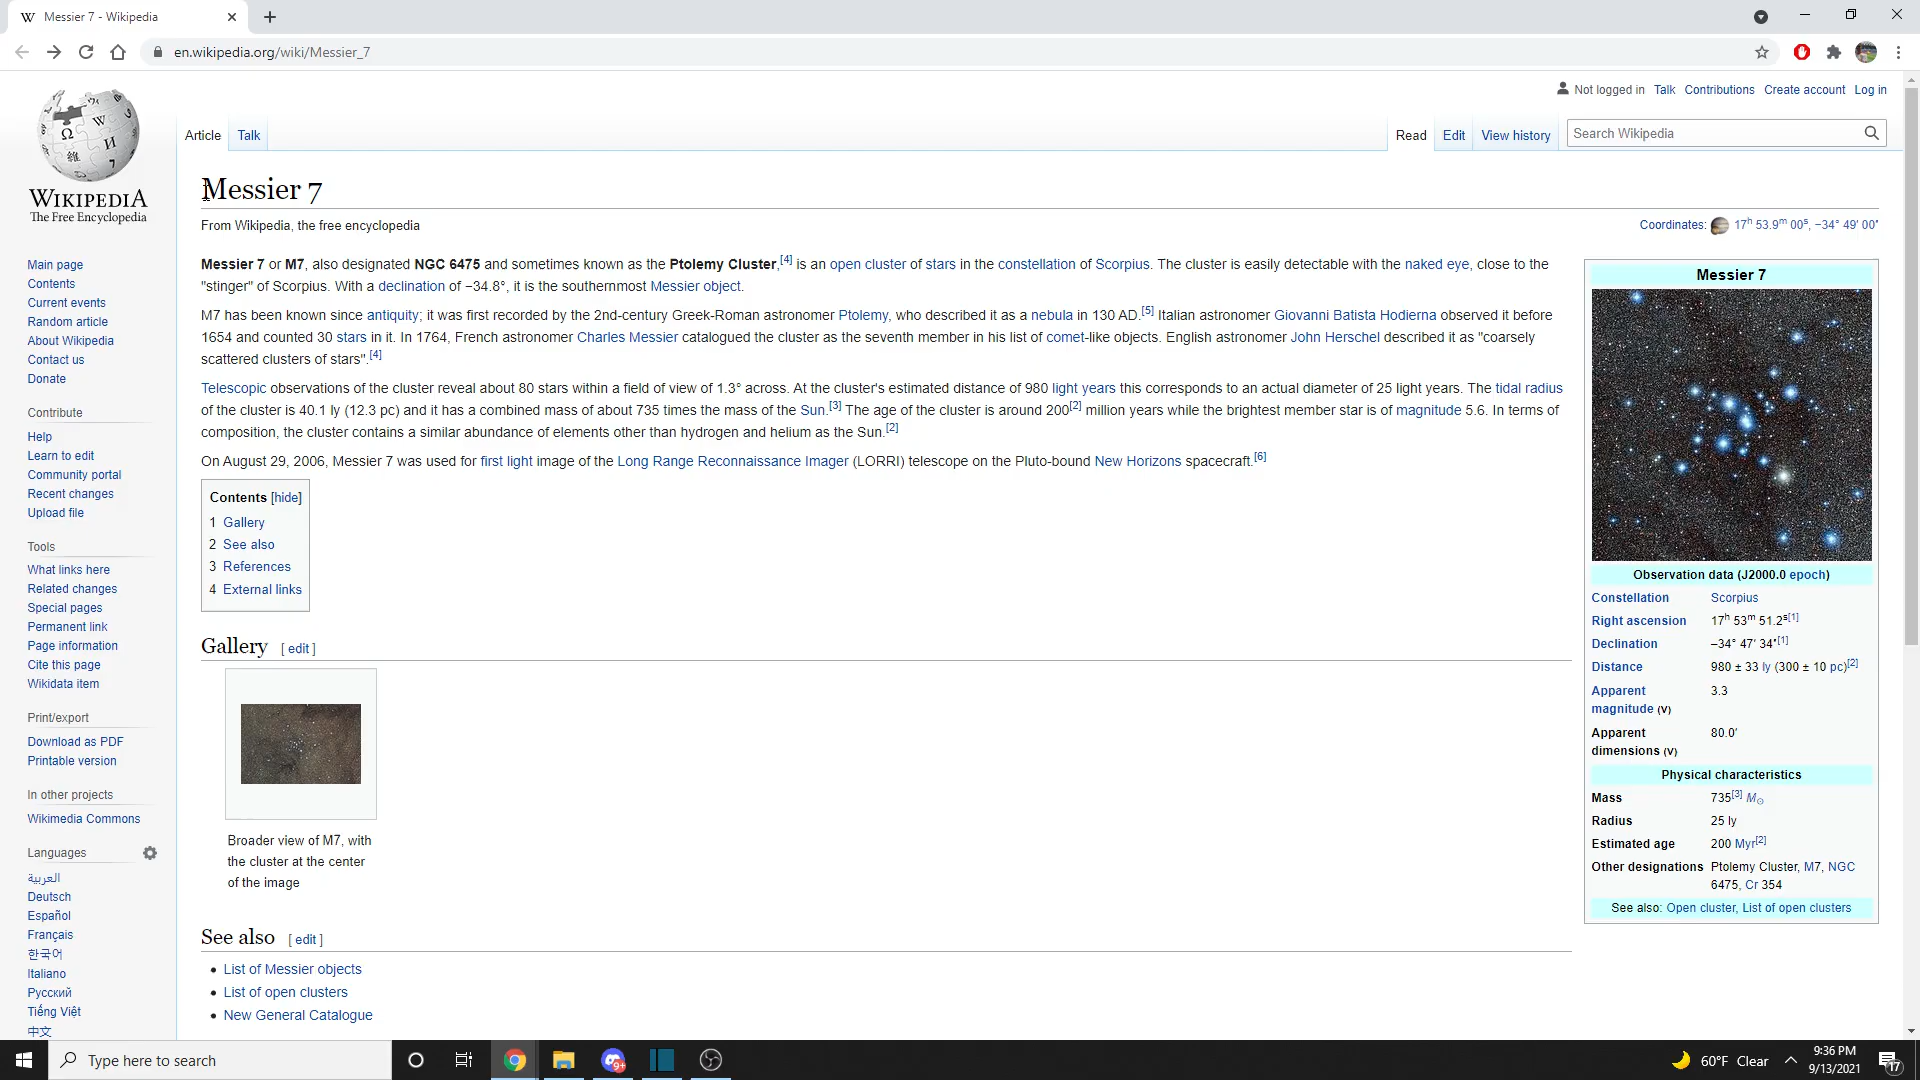 Messier 7 - Wikipedia
en.wikipedia.org/wiki/Messier_7
Not logged in Talk Contributions Create account Log in
Article Talk
Read Edit View history Search Wikipedia
WIKIPEDIA
The Free Encyclopedia
Main page
Contents
Current events
Random article
About Wikipedia
Contact us
Donate
Contribute
Help
Learn to edit
Community portal
Recent changes
Upload file
Tools
What links here
Related changes
Special pages
Permanent link
Page information
Cite this page
Wikidata item
Print/export
Download as PDF
Printable version
In other projects
Wikimedia Commons
Languages
العربية
Deutsch
Español
Français
한국어
Italiano
Русский
Tiếng Việt
中文
Messier 7
From Wikipedia, the free encyclopedia
Coordinates: 17h 53.9m 00s, −34° 49′ 00″
Messier 7 or M7, also designated NGC 6475 and sometimes known as the Ptolemy Cluster,[4] is an open cluster of stars in the constellation of Scorpius. The cluster is easily detectable with the naked eye, close to the
"stinger" of Scorpius. With a declination of −34.8°, it is the southernmost Messier object.
M7 has been known since antiquity; it was first recorded by the 2nd-century Greek-Roman astronomer Ptolemy, who described it as a nebula in 130 AD.[5] Italian astronomer Giovanni Batista Hodierna observed it before
1654 and counted 30 stars in it. In 1764, French astronomer Charles Messier catalogued the cluster as the seventh member in his list of comet-like objects. English astronomer John Herschel described it as "coarsely
scattered clusters of stars".[4]
Telescopic observations of the cluster reveal about 80 stars within a field of view of 1.3° across. At the cluster's estimated distance of 980 light years this corresponds to an actual diameter of 25 light years. The tidal radius
of the cluster is 40.1 ly (12.3 pc) and it has a combined mass of about 735 times the mass of the Sun.[3] The age of the cluster is around 200[2] million years while the brightest member star is of magnitude 5.6. In terms of
composition, the cluster contains a similar abundance of elements other than hydrogen and helium as the Sun.[2]
On August 29, 2006, Messier 7 was used for first light image of the Long Range Reconnaissance Imager (LORRI) telescope on the Pluto-bound New Horizons spacecraft.[6]
Contents [hide]
1 Gallery
2 See also
3 References
4 External links
Gallery [ edit ]
Broader view of M7, with
the cluster at the center
of the image
See also [ edit ]
List of Messier objects
List of open clusters
New General Catalogue
Messier 7
Observation data (J2000.0 epoch)
Constellation Scorpius
Right ascension 17h 53m 51.2s[1]
Declination –34° 47′ 34″[1]
Distance 980 ± 33 ly (300 ± 10 pc)[2]
Apparent 3.3
magnitude (V)
Apparent 80.0′
dimensions (V)
Physical characteristics
Mass 735[3] M☉
Radius 25 ly
Estimated age 200 Myr[2]
Other designations Ptolemy Cluster, M7, NGC
6475, Cr 354
See also: Open cluster, List of open clusters
Type here to search
9+
60°F Clear
9:36 PM
9/13/2021
17